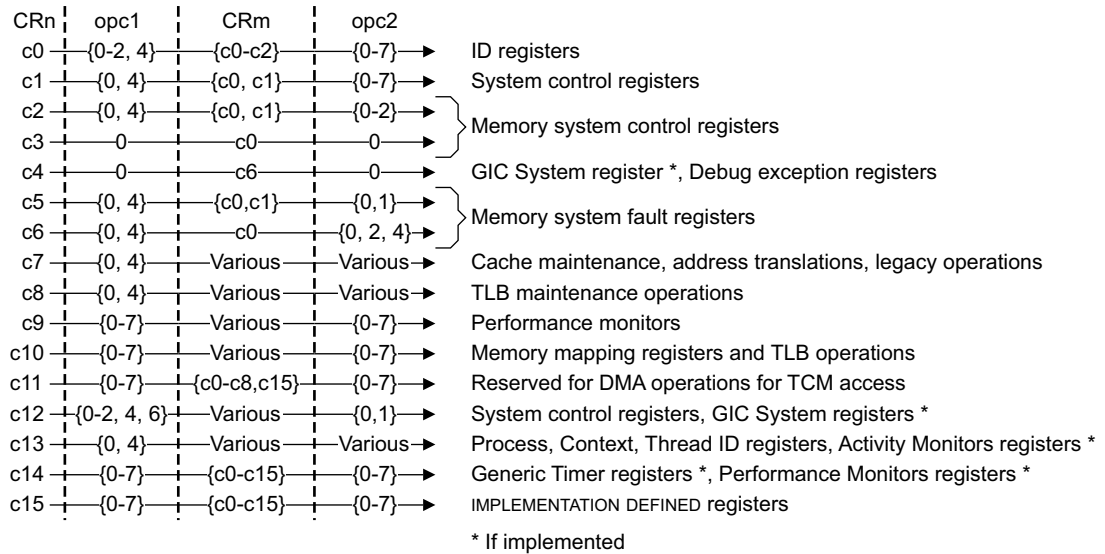 CRn opc1 CRm opc2
c0 {0-2, 4} {c0-c2} {0-7} ID registers
c1 {0, 4} {c0, c1} {0-7} System control registers
c2 {0, 4} {c0, c1} {0-2}
Memory system control registers
c3 0 c0 0
c4 0 c6 0 GIC System register *, Debug exception registers
c5 {0, 4} {c0,c1} {0,1}
Memory system fault registers
c6 {0, 4} c0 {0, 2, 4}
c7 {0, 4} Various Various Cache maintenance, address translations, legacy operations
c8 {0, 4} Various Various TLB maintenance operations
c9 {0-7} Various {0-7} Performance monitors
c10 {0-7} Various {0-7} Memory mapping registers and TLB operations
c11 {0-7} {c0-c8,c15} {0-7} Reserved for DMA operations for TCM access
c12 {0-2, 4, 6} Various {0,1} System control registers, GIC System registers *
c13 {0, 4} Various Various Process, Context, Thread ID registers, Activity Monitors registers *
c14 {0-7} {c0-c15} {0-7} Generic Timer registers *, Performance Monitors registers *
c15 {0-7} {c0-c15} {0-7} IMPLEMENTATION DEFINED registers
* If implemented